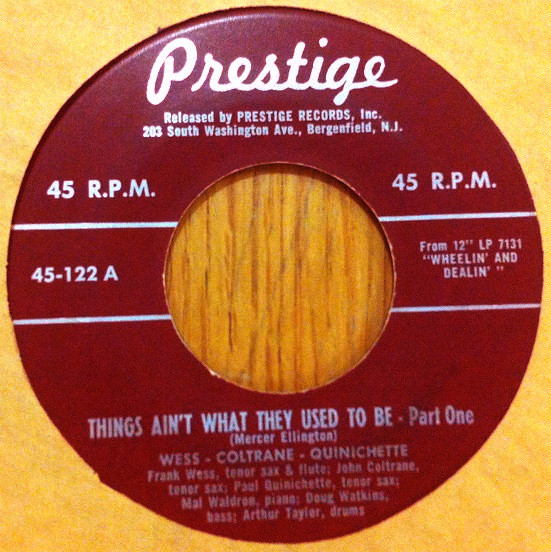 Prestige
Released by PRESTIGE RECORDS, Inc.
203 South Washington Ave., Bergenfield, N.J.
45 R.P.M.
45 R.P.M.
45-122 A
From 12" LP 7131
"WHEELIN' AND
DEALIN' "
THINGS AIN'T WHAT THEY USED TO BE - Part One
(Mercer Ellington)
WESS - COLTRANE - QUINICHETTE
Frank Wess, tenor sax & flute; John Coltrane,
tenor sax; Paul Quinichette, tenor sax;
Mal Waldron, piano; Doug Watkins,
bass; Arthur Taylor, drums